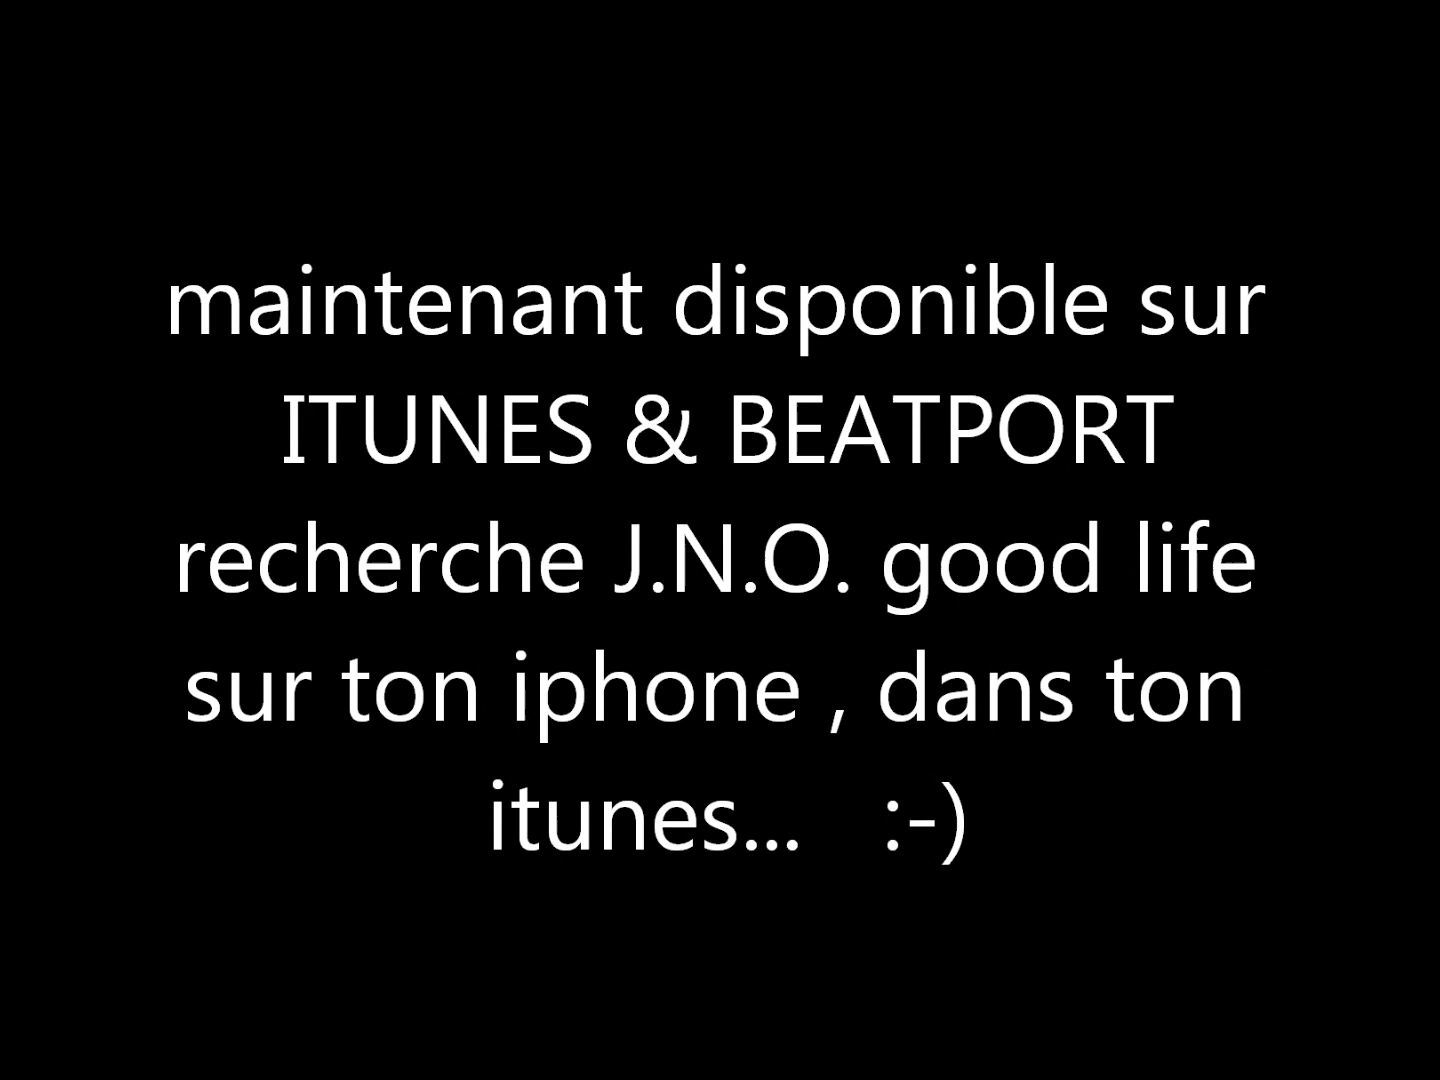 maintenant disponible sur
ITUNES & BEATPORT
recherche J.N.O. good life
sur ton iphone , dans ton
itunes...   :-)